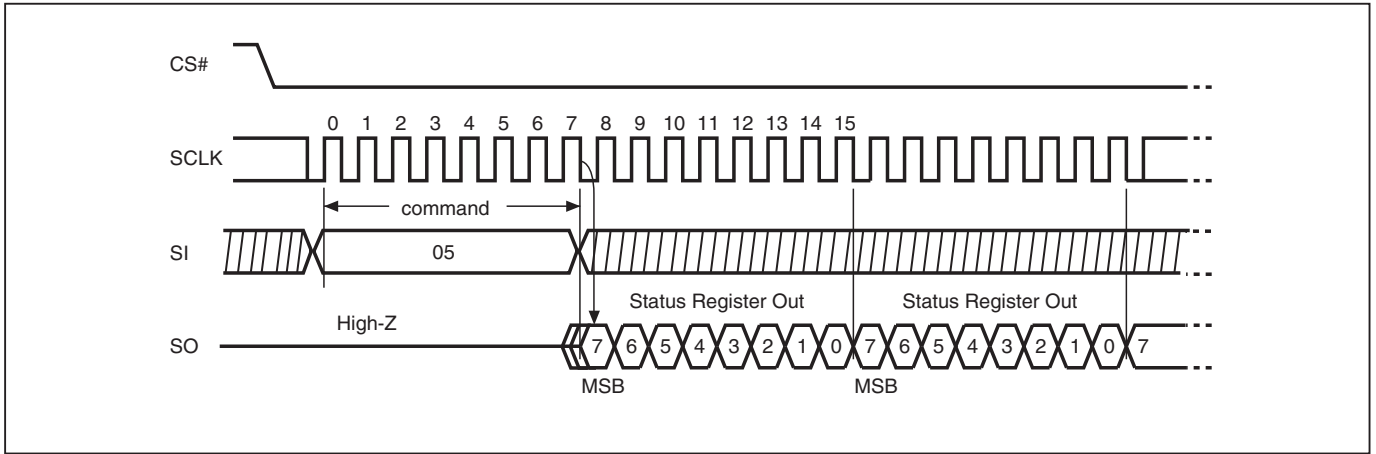 CS#
0 1 2 3 4 5 6 7 8 9 10 11 12 13 14 15
SCLK
command
SI
05
Status Register Out Status Register Out
High-Z
SO
7 6 5 4 3 2 1 0 7 6 5 4 3 2 1 0 7
MSB MSB